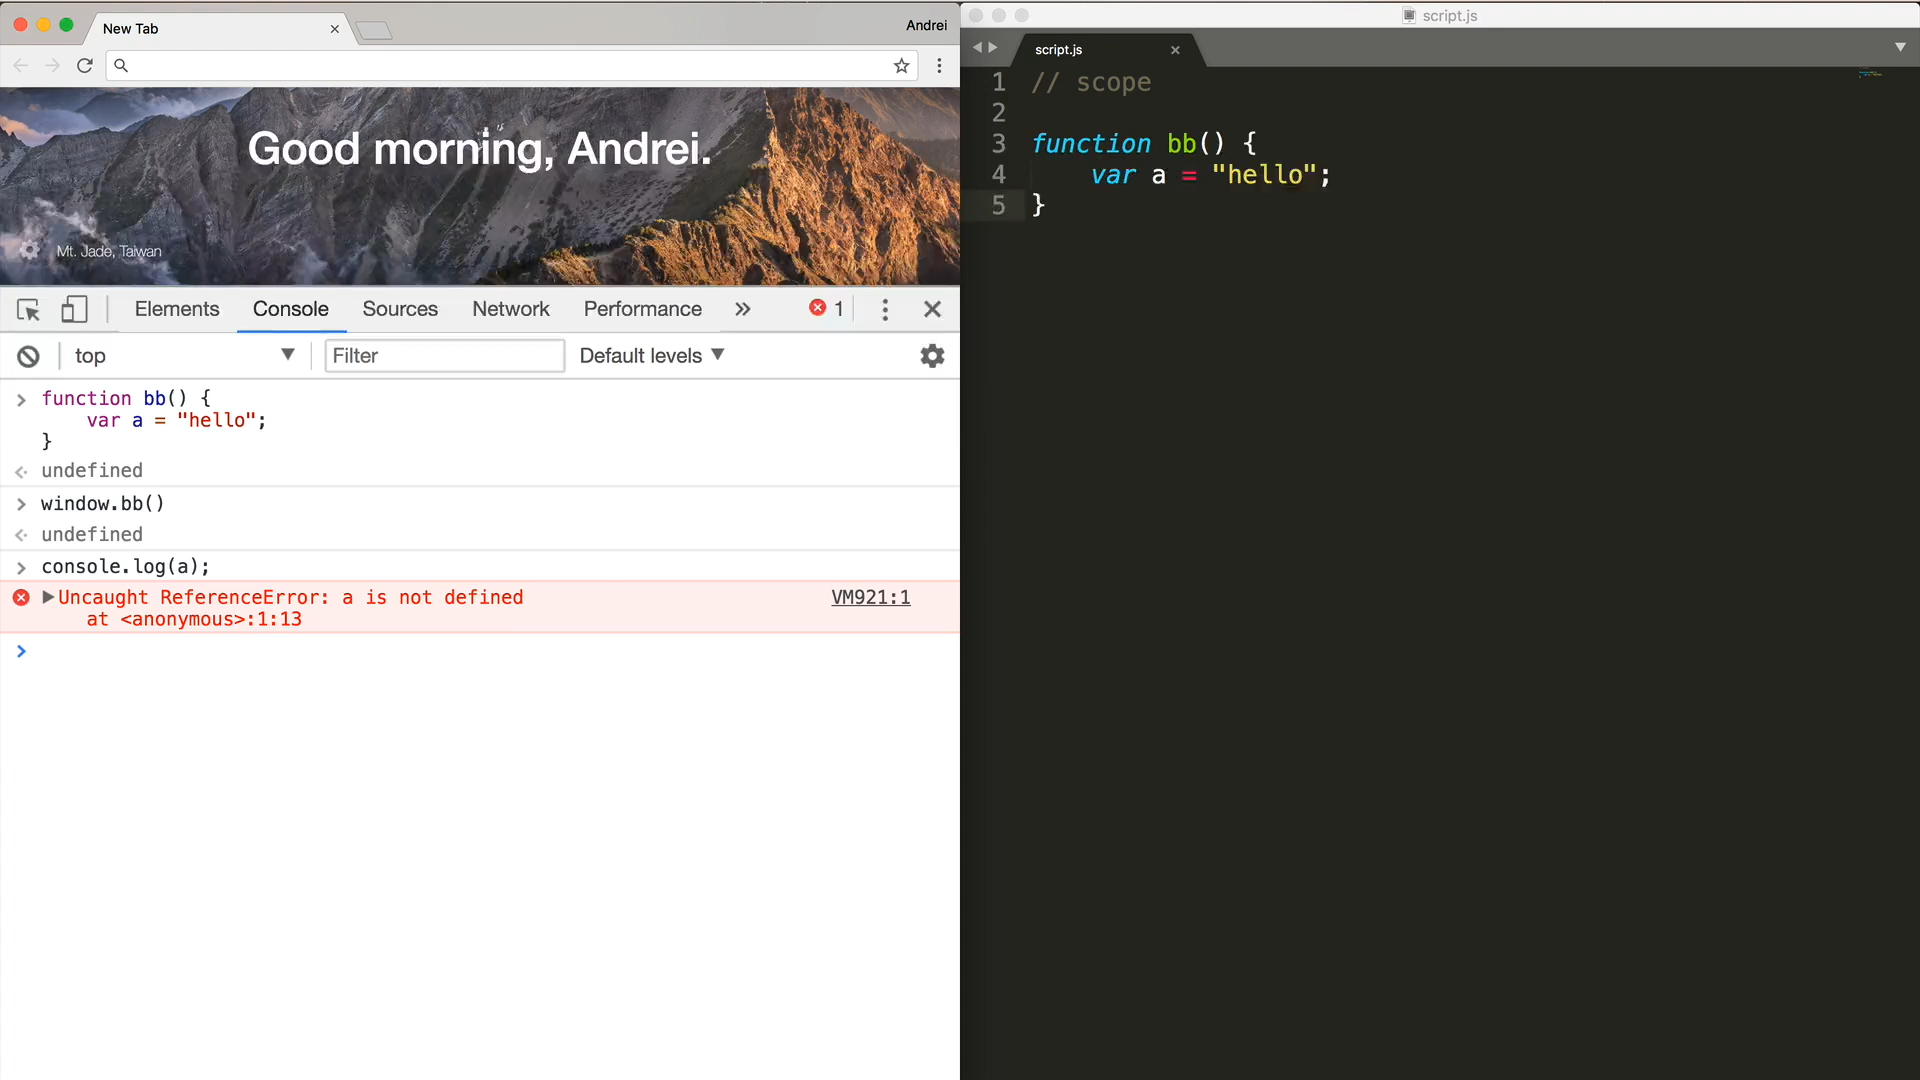 New Tab
Andrei
Good morning, Andrei.
Mt. Jade, Taiwan
Elements Console Sources Network Performance » 1
top Filter Default levels
function bb() {
var a = "hello";
}
undefined
window.bb()
undefined
console.log(a);
Uncaught ReferenceError: a is not defined VM921:1
at <anonymous>:1:13
script.js
script.js
1 // scope
2
3 function bb() {
4 var a = "hello";
5 }